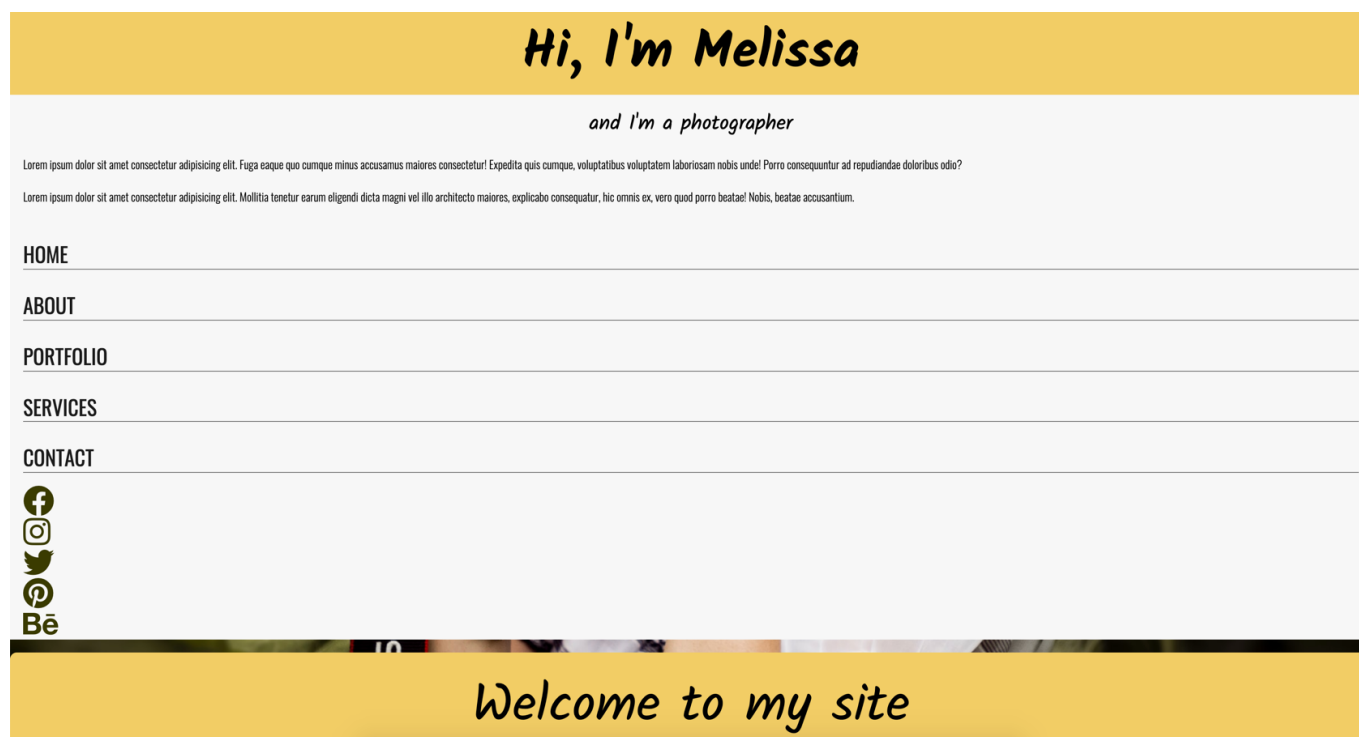 Hi, I'm Melissa
and I'm a photographer
Lorem ipsum dolor sit amet consectetur adipisicing elit. Fuga eaque quo cumque minus accusamus maiores consectetur! Expedita quis cumque, voluptatibus voluptatem laboriosam nobis unde! Porro consequuntur ad repudiandae doloribus odio?
Lorem ipsum dolor sit amet consectetur adipisicing elit. Mollitia tenetur earum eligendi dicta magni vel illo architecto maiores, explicabo consequatur, hic omnis ex, vero quod porro beatae! Nobis, beatae accusantium.
HOME
ABOUT
PORTFOLIO
SERVICES
CONTACT
Bē
Welcome to my site